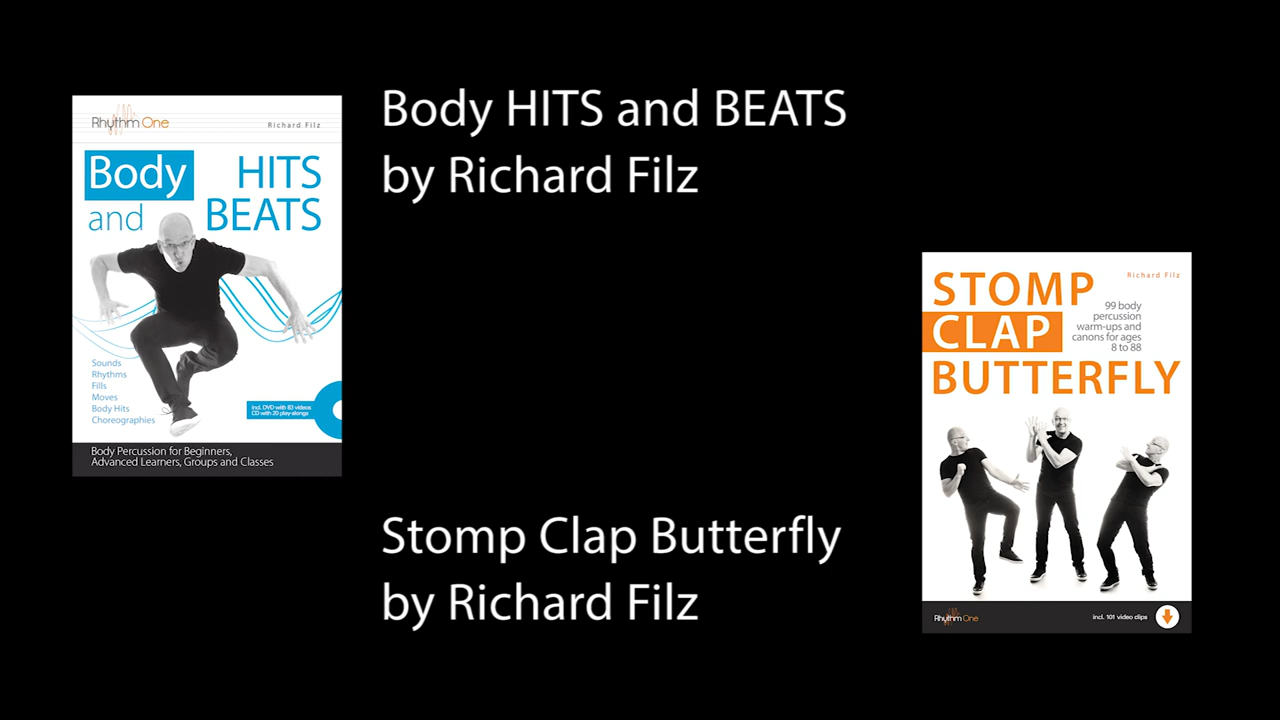 Rhythm One
Richard Filz
Body HITS
and BEATS
Sounds
Rhythms
Fills
Moves
Body Hits
Choreographies
incl. DVD with 83 videos
CD with 20 play-alongs
Body Percussion for Beginners,
Advanced Learners, Groups and Classes
Body HITS and BEATS
by Richard Filz
Stomp Clap Butterfly
by Richard Filz
Richard Filz
STOMP
CLAP
BUTTERFLY
99 body
percussion
warm-ups and
canons for ages
8 to 88
Rhythm One
incl. 101 video clips